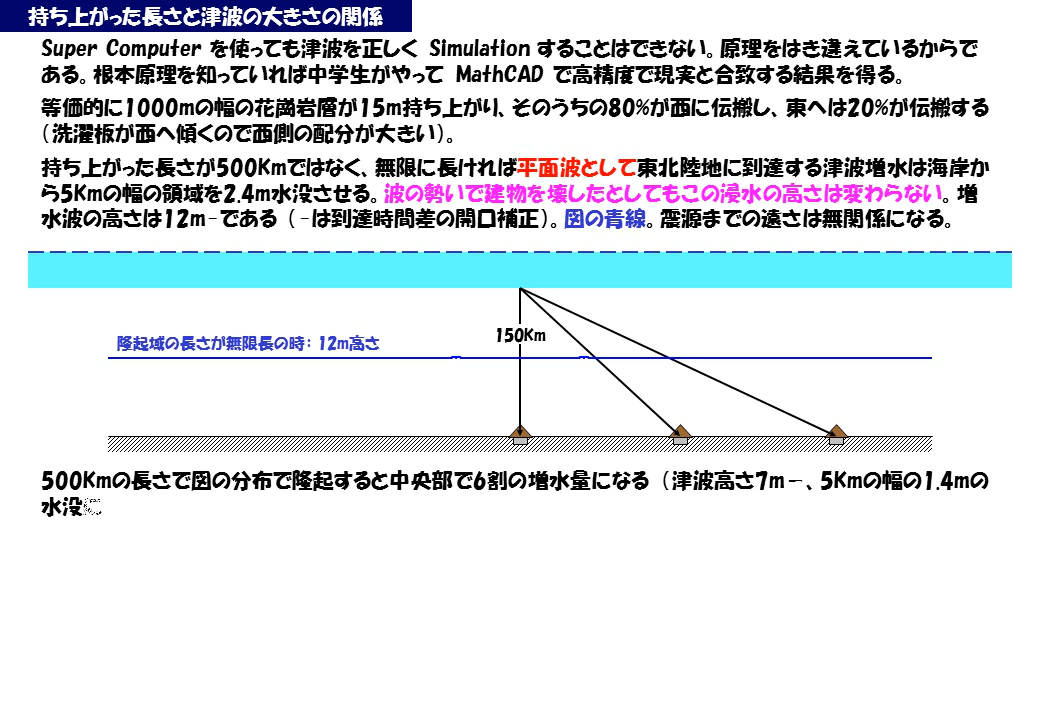 持ち上がった長さと津波の大きさの関係
Super Computer を使っても津波を正しく Simulation することはできない。原理をはき違えているからで
ある。根本原理を知っていれば中学生がやって MathCAD で高精度で現実と合致する結果を得る。
等価的に1000mの幅の花崗岩層が15m持ち上がり、そのうちの80%が西に伝搬し、東へは20%が伝搬する
（洗濯板が西へ傾くので西側の配分が大きい）。
持ち上がった長さが500Kmではなく、無限に長ければ平面波として東北陸地に到達する津波増水は海岸か
ら5Kmの幅の領域を2.4m水没させる。波の勢いで建物を壊したとしてもこの浸水の高さは変わらない。増
水波の高さは12m-である（-は到達時間差の開口補正）。図の青線。震源までの遠さは無関係になる。
150Km
隆起域の長さが無限長の時：12m高さ
500Kmの長さで図の分布で隆起すると中央部で6割の増水量になる（津波高さ7m－、5Kmの幅の1.4mの
水没